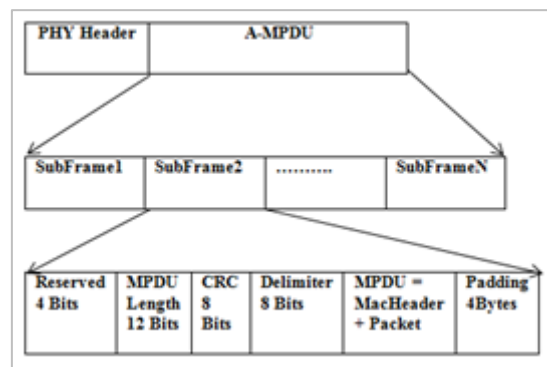 PHY Header
A-MPDU
SubFrame1
SubFrame2
..........
SubFrameN
Reserved
4 Bits
MPDU
Length
12 Bits
CRC
8
Bits
Delimiter
8 Bits
MPDU =
MacHeader
+ Packet
Padding
4Bytes